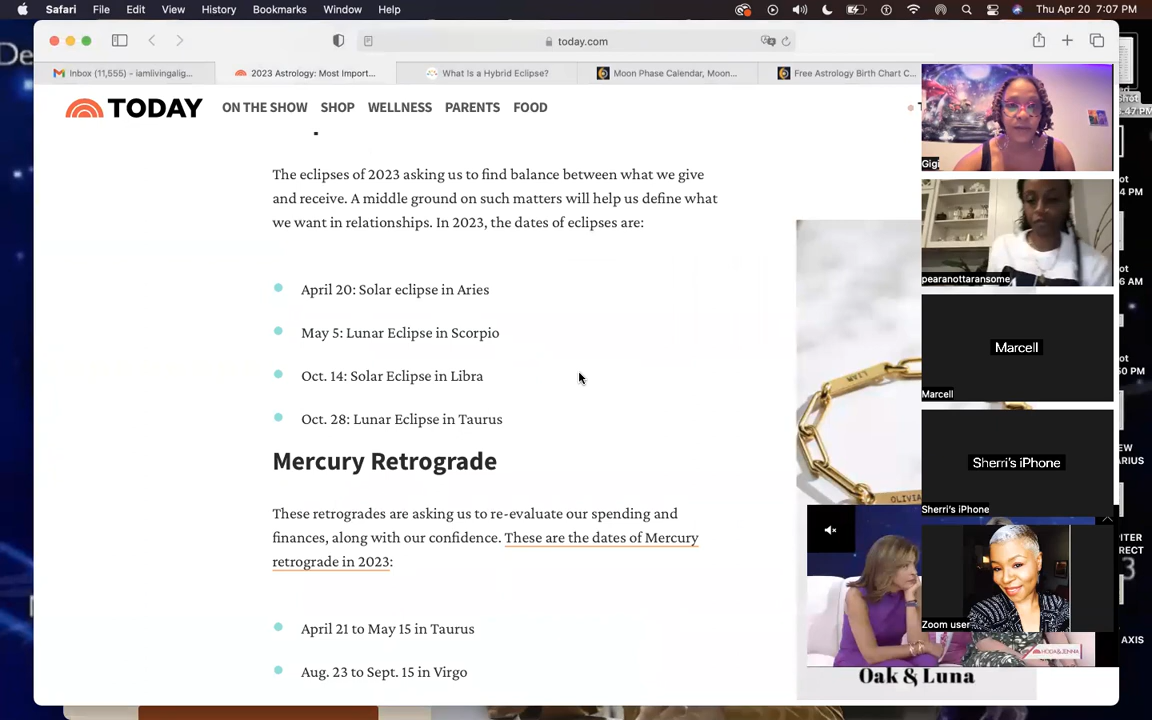 Safari File Edit View History Bookmarks Window Help Thu Apr 20 7:07 PM
today.com
Inbox (11,555) - iamlivingalig...
2023 Astrology: Most Import...
What Is a Hybrid Eclipse?
Moon Phase Calendar, Moon...
Free Astrology Birth Chart C...
TODAY ON THE SHOW SHOP WELLNESS PARENTS FOOD
The eclipses of 2023 asking us to find balance between what we give
and receive. A middle ground on such matters will help us define what
we want in relationships. In 2023, the dates of eclipses are:
April 20: Solar eclipse in Aries
May 5: Lunar Eclipse in Scorpio
Oct. 14: Solar Eclipse in Libra
Oct. 28: Lunar Eclipse in Taurus
Mercury Retrograde
These retrogrades are asking us to re-evaluate our spending and
finances, along with our confidence. These are the dates of Mercury
retrograde in 2023:
April 21 to May 15 in Taurus
Aug. 23 to Sept. 15 in Virgo
Gigi
pearanottaransome
Marcell
Marcell
Sherri's iPhone
Sherri's iPhone
Zoom user
LIAM
OLIVIA
HODA&JENNA
Oak & Luna
AXIS